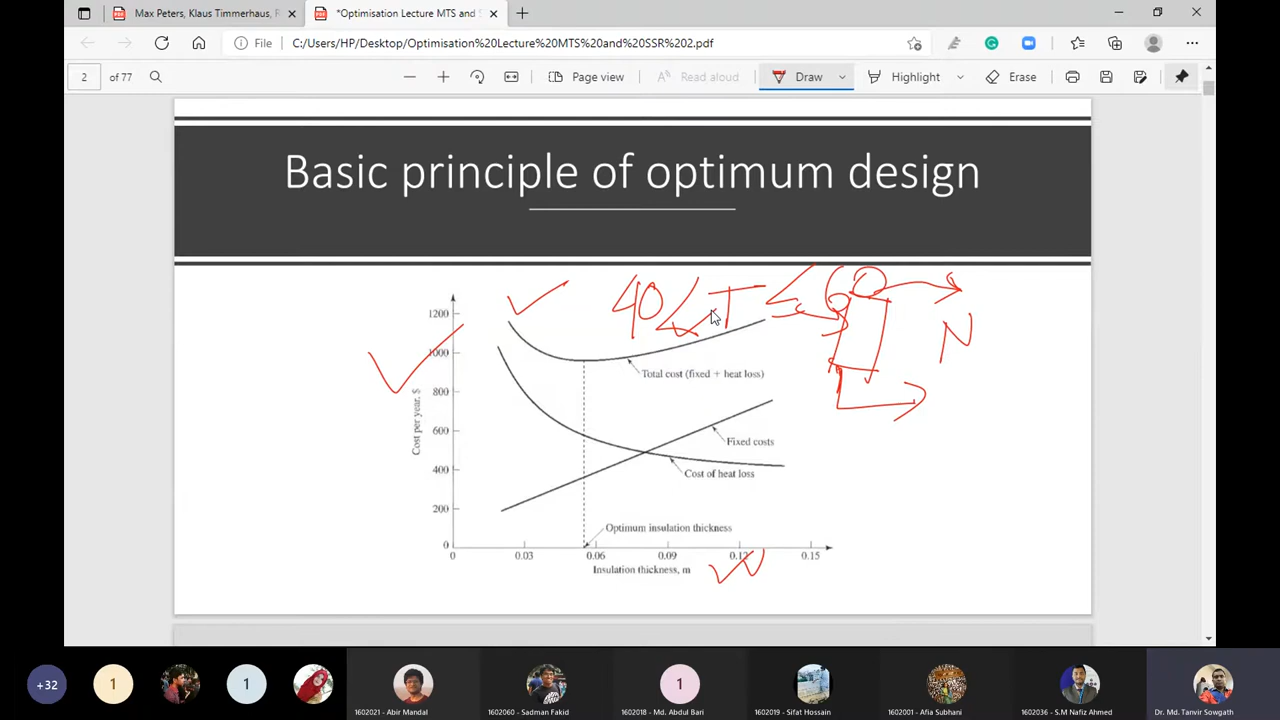 Max Peters, Klaus Timmerhaus,
*Optimisation Lecture MTS and
File
C:/Users/HP/Desktop/Optimisation%20Lecture%20MTS%20and%20SSR%202.pdf
2 of 77
Page view
Read aloud
Draw
Highlight
Erase
Basic principle of optimum design
40 < T ≤ 60
N
1200
1000
800
600
400
200
0
Cost per year, $
Total cost (fixed + heat loss)
Fixed costs
Cost of heat loss
Optimum insulation thickness
0 0.03 0.06 0.09 0.12 0.15
Insulation thickness, m
+32
1
1
1
1602021 - Abir Mandal
1602060 - Sadman Fakid
1602018 - Md. Abdul Bari
1602019 - Sifat Hossain
1602001 - Afia Subhani
1602036 - S.M Nafiz Ahmed
Dr. Md. Tanvir Sowgath